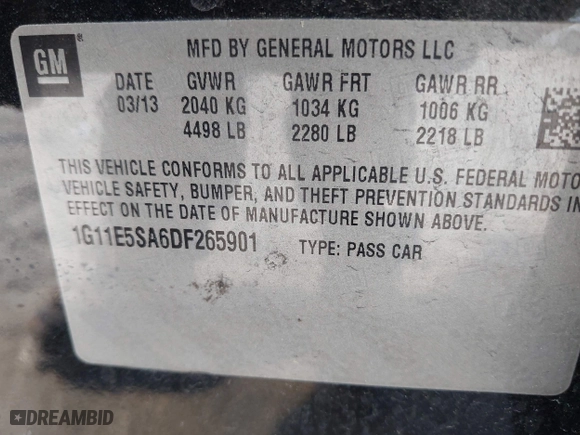 GM
MFD BY GENERAL MOTORS LLC
DATE GVWR GAWR FRT GAWR RR
03/13 2040 KG 1034 KG 1006 KG
4498 LB 2280 LB 2218 LB
THIS VEHICLE CONFORMS TO ALL APPLICABLE U.S. FEDERAL MOTO
VEHICLE SAFETY, BUMPER, AND THEFT PREVENTION STANDARDS IN
EFFECT ON THE DATE OF MANUFACTURE SHOWN ABOVE.
1G11E5SA6DF265901 TYPE: PASS CAR
DREAMBID